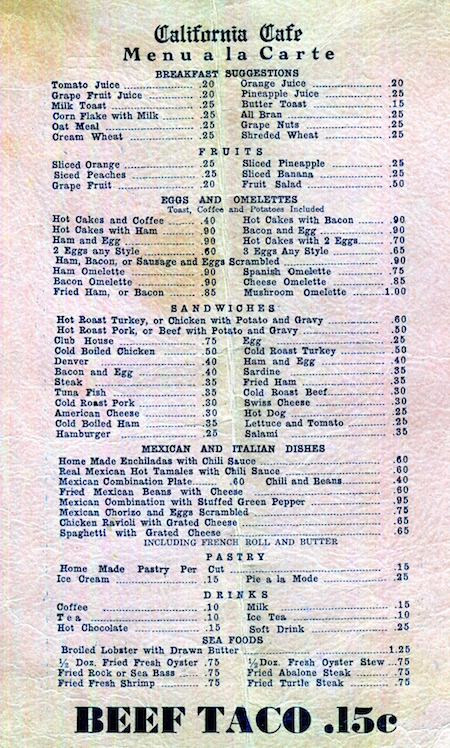 California Cafe
Menu a la Carte
BREAKFAST SUGGESTIONS
Tomato Juice .20 Orange Juice .20
Grape Fruit Juice .20 Pineapple Juice .25
Milk Toast .25 Butter Toast .15
Corn Flake with Milk .25 All Bran .25
Oat Meal .25 Grape Nuts .25
Cream Wheat .25 Shreded Wheat .25
FRUITS
Sliced Orange .25 Sliced Pineapple .25
Sliced Peaches .25 Sliced Banana .25
Grape Fruit .20 Fruit Salad .50
EGGS AND OMELETTES
Toast, Coffee and Potatoes Included
Hot Cakes and Coffee .40 Hot Cakes with Bacon .90
Hot Cakes with Ham .90 Bacon and Egg .90
Ham and Egg .90 Hot Cakes with 2 Eggs .70
2 Eggs any Style .60 3 Eggs Any Style .65
Ham, Bacon, or Sausage and Eggs Scrambled .90
Ham Omelette .90 Spanish Omelette .75
Bacon Omelette .90 Cheese Omelette .85
Fried Ham, or Bacon .85 Mushroom Omelette 1.00
SANDWICHES
Hot Roast Turkey, or Chicken with Potato and Gravy .60
Hot Roast Pork, or Beef with Potato and Gravy .50
Club House .75 Egg .25
Cold Boiled Chicken .50 Cold Roast Turkey .50
Denver .40 Ham and Egg .40
Bacon and Egg .40 Sardine .35
Steak .35 Fried Ham .35
Tuna Fish .35 Cold Roast Beef .30
Cold Roast Pork .30 Swiss Cheese .30
American Cheese .30 Hot Dog .25
Cold Boiled Ham .35 Lettuce and Tomato .25
Hamburger .25 Salami .35
MEXICAN AND ITALIAN DISHES
Home Made Enchiladas with Chili Sauce .60
Real Mexican Hot Tamales with Chili Sauce .60
Mexican Combination Plate .60 Chili and Beans .40
Fried Mexican Beans with Cheese .60
Mexican Combination with Stuffed Green Pepper .95
Mexican Chorizo and Eggs Scrambled .75
Chicken Ravioli with Grated Cheese .65
Spaghetti with Grated Cheese .65
INCLUDING FRENCH ROLL AND BUTTER
PASTRY
Home Made Pastry Per Cut .15
Ice Cream .15 Pie a la Mode .25
DRINKS
Coffee .10 Milk .15
Tea .10 Ice Tea .10
Hot Chocolate .15 Soft Drink .25
SEA FOODS
Broiled Lobster with Drawn Butter 1.25
½ Doz. Fried Fresh Oyster .75 ½ Doz. Fresh Oyster Stew .75
Fried Rock or Sea Bass .75 Fried Abalone Steak .75
Fried Fresh Shrimp .75 Fried Turtle Steak .75
BEEF TACO .15c